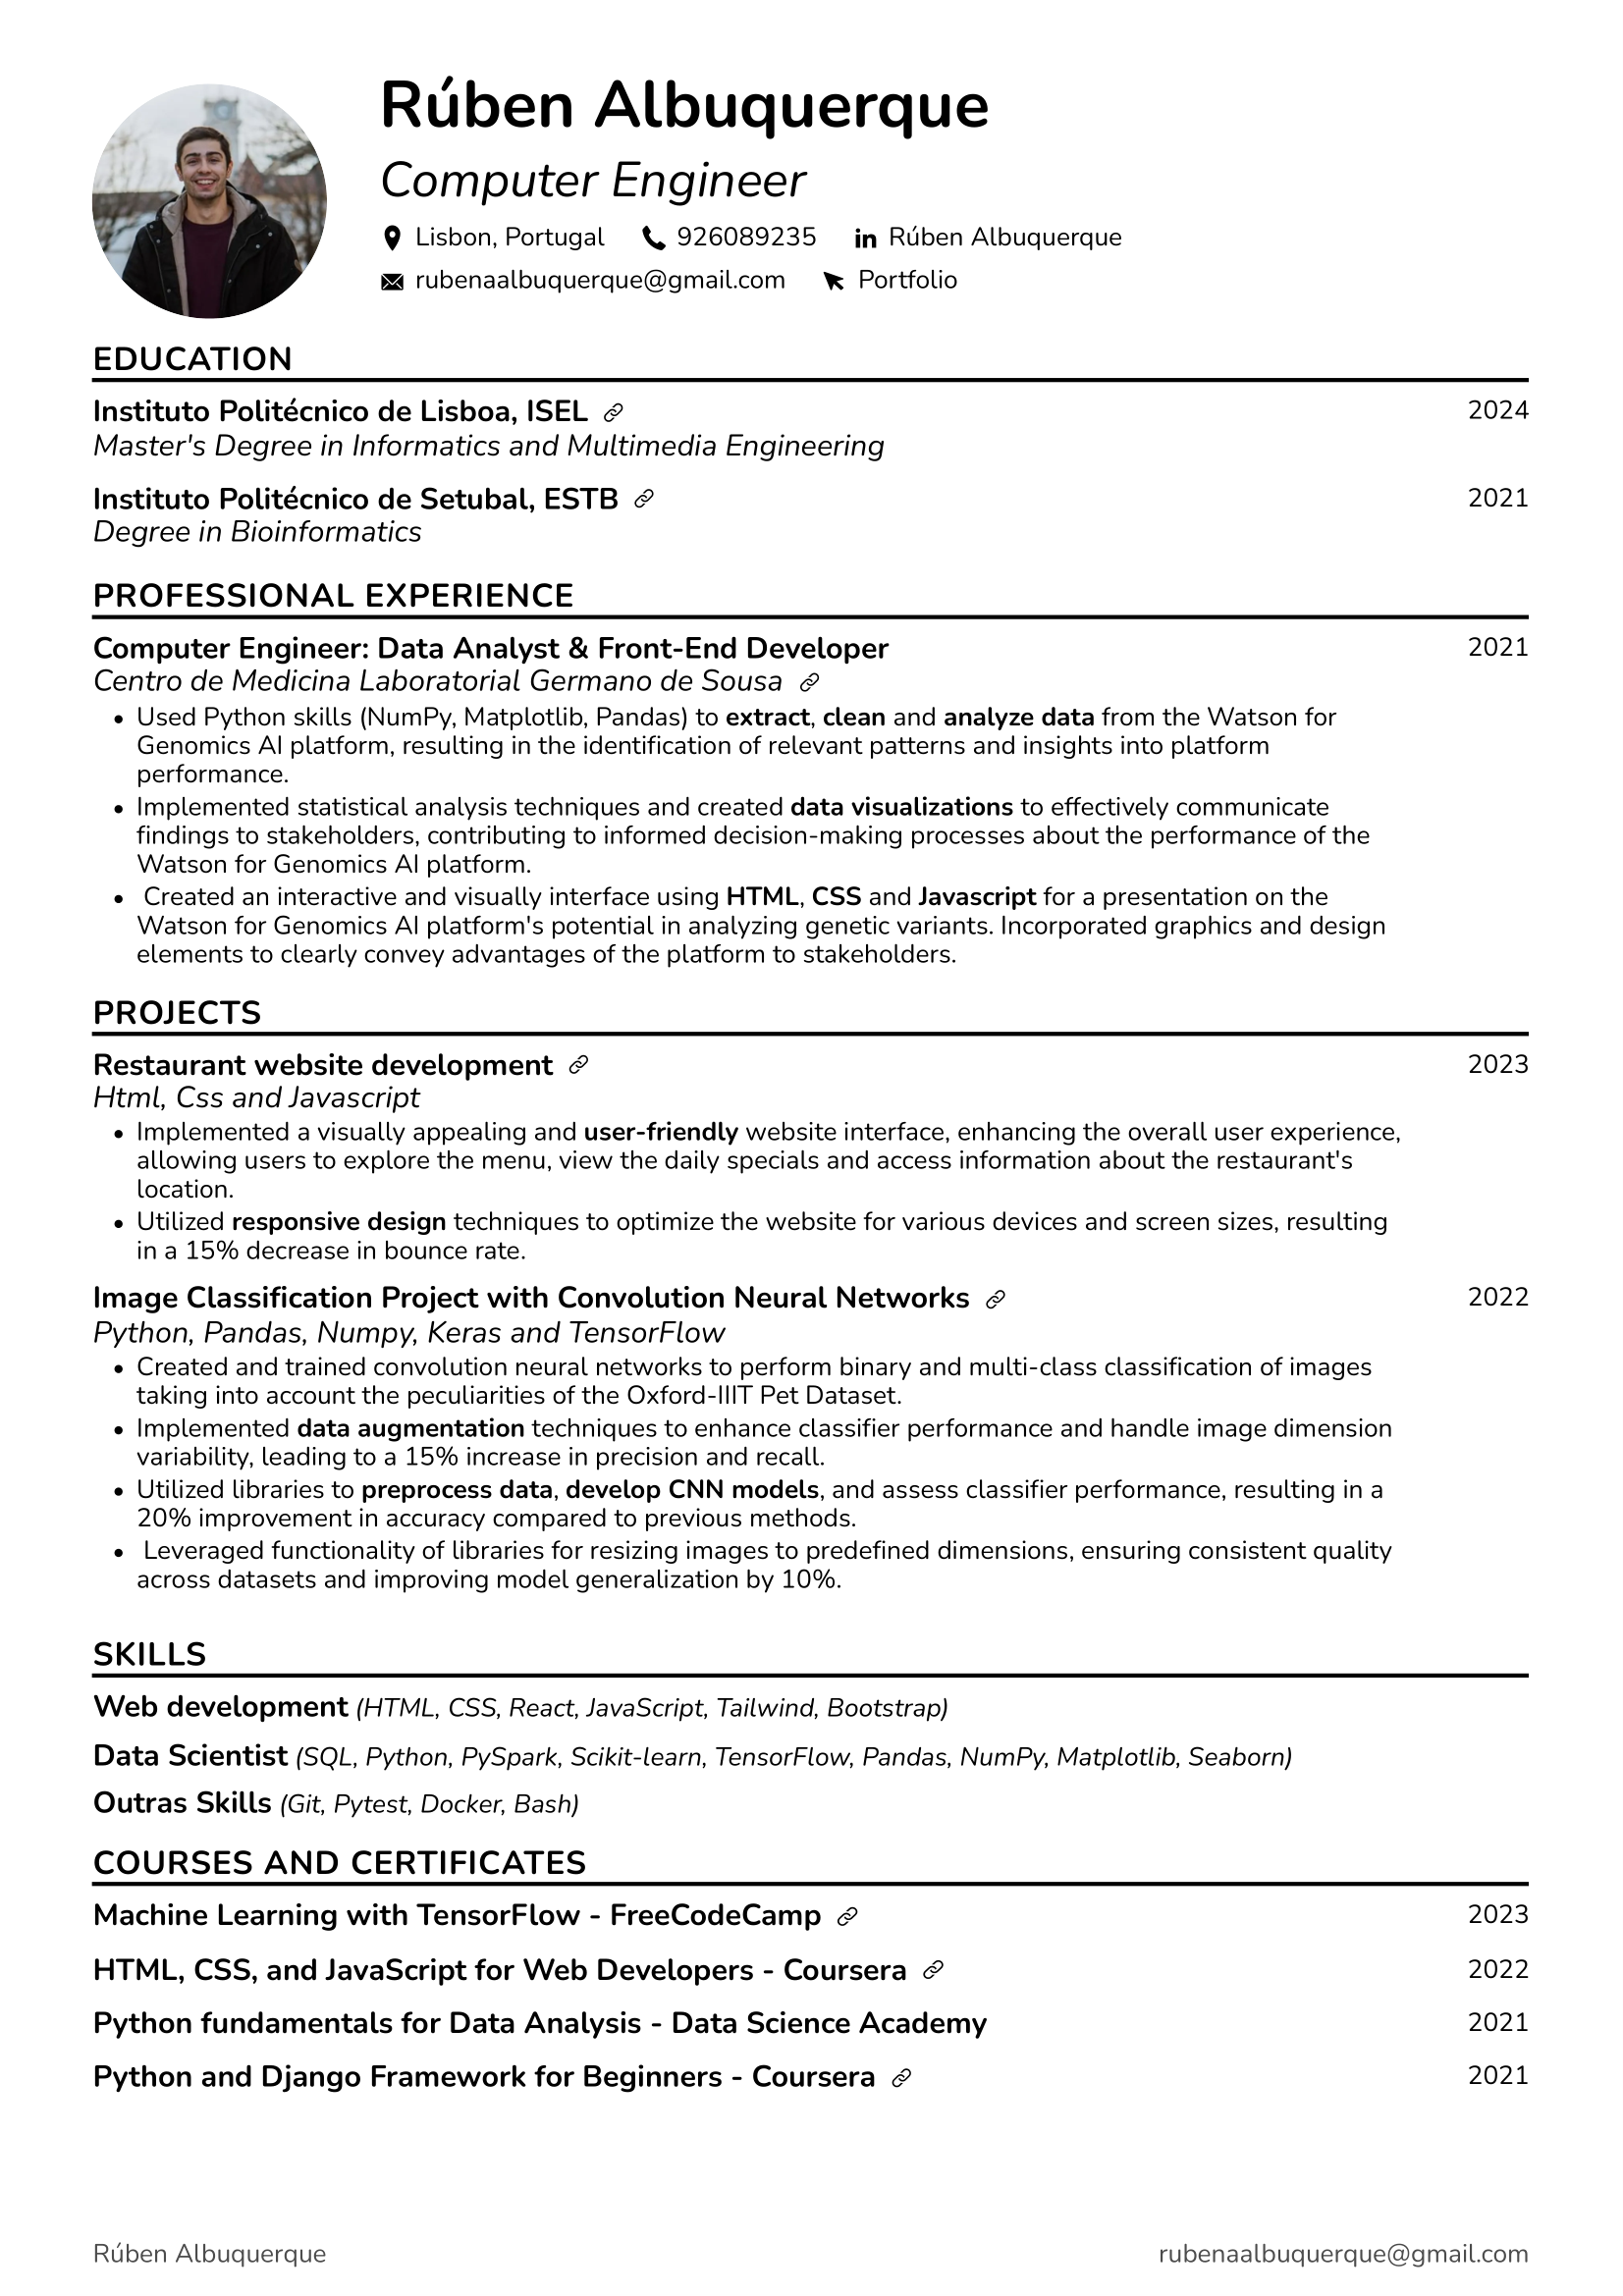 Rúben Albuquerque
Computer Engineer
Lisbon, Portugal 926089235 in Rúben Albuquerque
rubenaalbuquerque@gmail.com Portfolio
EDUCATION
Instituto Politécnico de Lisboa, ISEL 2024
Master's Degree in Informatics and Multimedia Engineering
Instituto Politécnico de Setubal, ESTB 2021
Degree in Bioinformatics
PROFESSIONAL EXPERIENCE
Computer Engineer: Data Analyst & Front-End Developer 2021
Centro de Medicina Laboratorial Germano de Sousa
• Used Python skills (NumPy, Matplotlib, Pandas) to extract, clean and analyze data from the Watson for
Genomics AI platform, resulting in the identification of relevant patterns and insights into platform
performance.
• Implemented statistical analysis techniques and created data visualizations to effectively communicate
findings to stakeholders, contributing to informed decision-making processes about the performance of the
Watson for Genomics AI platform.
• Created an interactive and visually interface using HTML, CSS and Javascript for a presentation on the
Watson for Genomics AI platform's potential in analyzing genetic variants. Incorporated graphics and design
elements to clearly convey advantages of the platform to stakeholders.
PROJECTS
Restaurant website development 2023
Html, Css and Javascript
• Implemented a visually appealing and user-friendly website interface, enhancing the overall user experience,
allowing users to explore the menu, view the daily specials and access information about the restaurant's
location.
• Utilized responsive design techniques to optimize the website for various devices and screen sizes, resulting
in a 15% decrease in bounce rate.
Image Classification Project with Convolution Neural Networks 2022
Python, Pandas, Numpy, Keras and TensorFlow
• Created and trained convolution neural networks to perform binary and multi-class classification of images
taking into account the peculiarities of the Oxford-IIIT Pet Dataset.
• Implemented data augmentation techniques to enhance classifier performance and handle image dimension
variability, leading to a 15% increase in precision and recall.
• Utilized libraries to preprocess data, develop CNN models, and assess classifier performance, resulting in a
20% improvement in accuracy compared to previous methods.
• Leveraged functionality of libraries for resizing images to predefined dimensions, ensuring consistent quality
across datasets and improving model generalization by 10%.
SKILLS
Web development (HTML, CSS, React, JavaScript, Tailwind, Bootstrap)
Data Scientist (SQL, Python, PySpark, Scikit-learn, TensorFlow, Pandas, NumPy, Matplotlib, Seaborn)
Outras Skills (Git, Pytest, Docker, Bash)
COURSES AND CERTIFICATES
Machine Learning with TensorFlow - FreeCodeCamp 2023
HTML, CSS, and JavaScript for Web Developers - Coursera 2022
Python fundamentals for Data Analysis - Data Science Academy 2021
Python and Django Framework for Beginners - Coursera 2021
Rúben Albuquerque rubenaalbuquerque@gmail.com